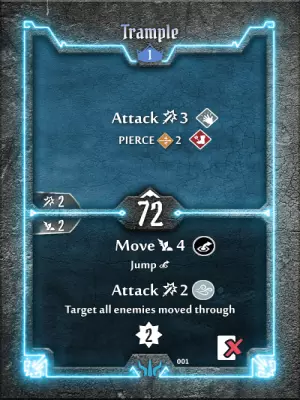 Trample
1
Attack 3
PIERCE 2
2
72
2
Move 4
Jump
Attack 2
Target all enemies moved through
2
001